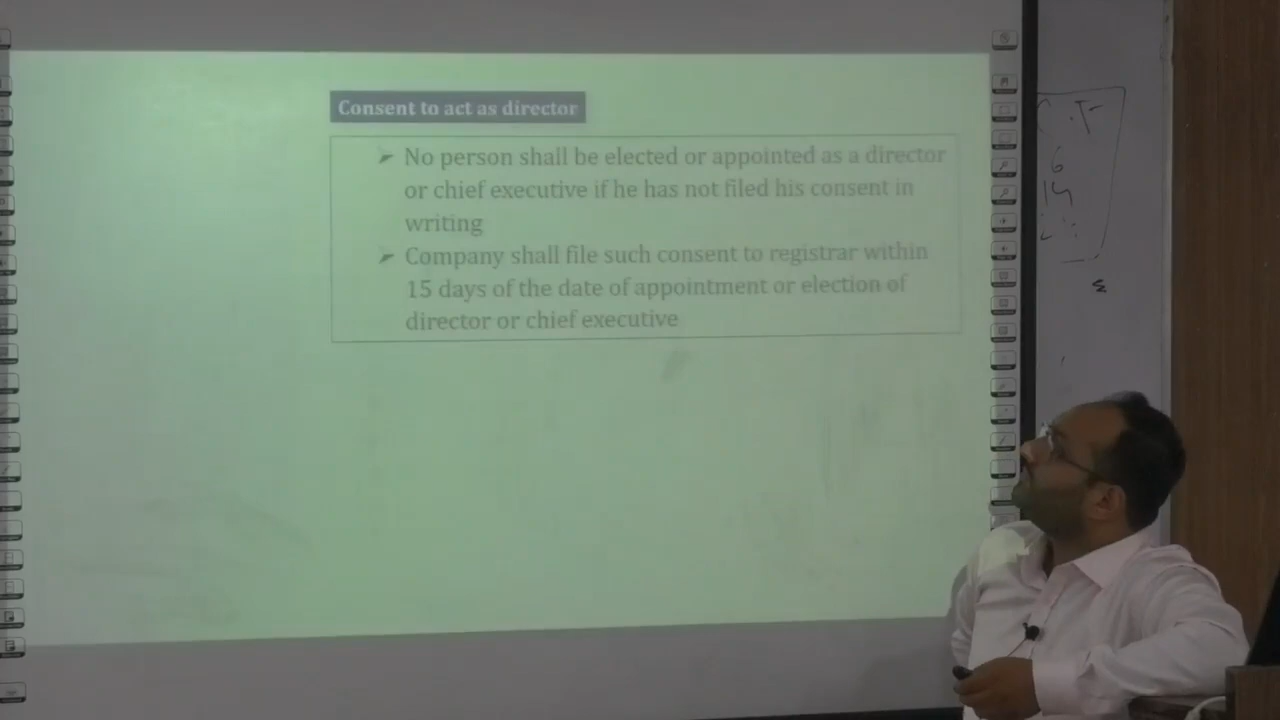 Consent to act as director
➤ No person shall be elected or appointed as a director
or chief executive if he has not filed his consent in
writing
➤ Company shall file such consent to registrar within
15 days of the date of appointment or election of
director or chief executive
6